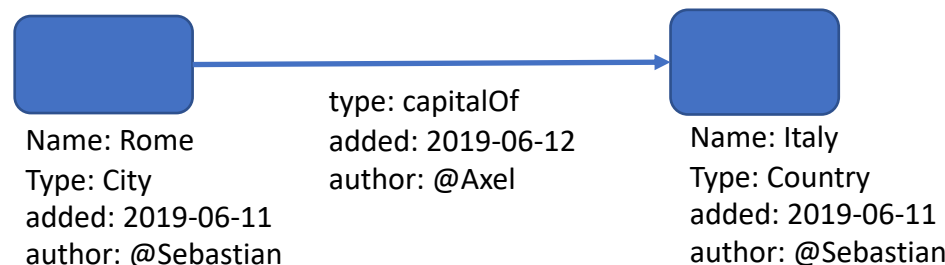 Name: Rome
Type: City
added: 2019-06-11
author: @Sebastian
type: capitalOf
added: 2019-06-12
author: @Axel
Name: Italy
Type: Country
added: 2019-06-11
author: @Sebastian